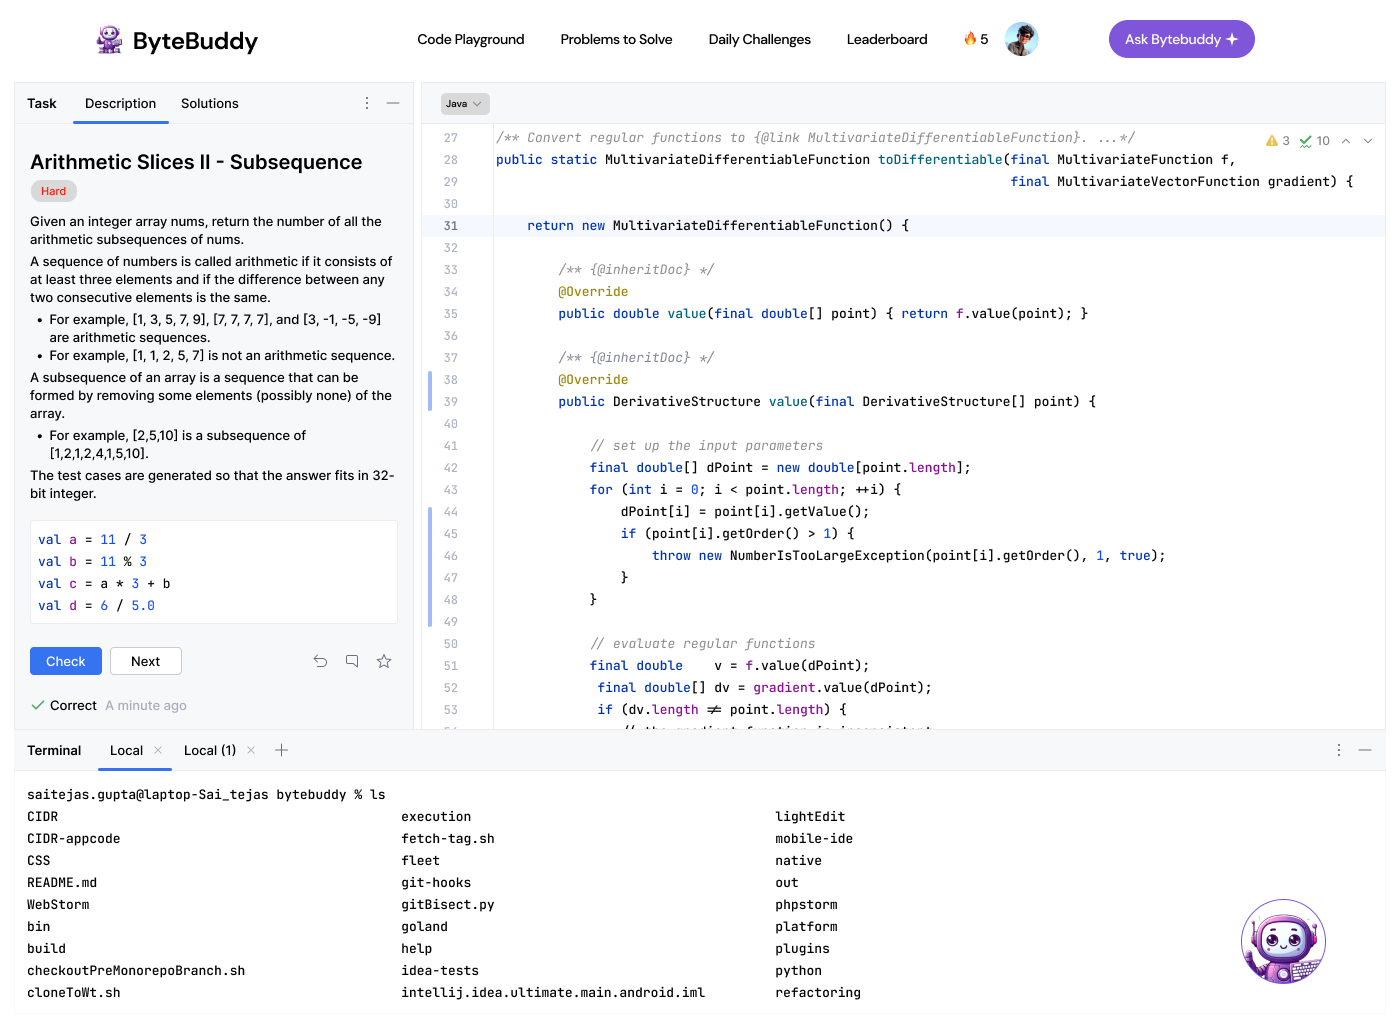 ByteBuddy
Code Playground
Problems to Solve
Daily Challenges
Leaderboard
5
Ask Bytebuddy
Task
Description
Solutions
Arithmetic Slices II - Subsequence
Hard
Given an integer array nums, return the number of all the
arithmetic subsequences of nums.
A sequence of numbers is called arithmetic if it consists of
at least three elements and if the difference between any
two consecutive elements is the same.
• For example, [1, 3, 5, 7, 9], [7, 7, 7, 7], and [3, -1, -5, -9]
are arithmetic sequences.
• For example, [1, 1, 2, 5, 7] is not an arithmetic sequence.
A subsequence of an array is a sequence that can be
formed by removing some elements (possibly none) of the
array.
• For example, [2,5,10] is a subsequence of
[1,2,1,2,4,1,5,10].
The test cases are generated so that the answer fits in 32-
bit integer.
val a = 11 / 3
val b = 11 % 3
val c = a * 3 + b
val d = 6 / 5.0
Check
Next
Correct A minute ago
Java
3 10
27 /** Convert regular functions to {@link MultivariateDifferentiableFunction}. ...*/
28 public static MultivariateDifferentiableFunction toDifferentiable(final MultivariateFunction f,
29 final MultivariateVectorFunction gradient) {
30
31 return new MultivariateDifferentiableFunction() {
32
33 /** {@inheritDoc} */
34 @Override
35 public double value(final double[] point) { return f.value(point); }
36
37 /** {@inheritDoc} */
38 @Override
39 public DerivativeStructure value(final DerivativeStructure[] point) {
40
41 // set up the input parameters
42 final double[] dPoint = new double[point.length];
43 for (int i = 0; i < point.length; ++i) {
44 dPoint[i] = point[i].getValue();
45 if (point[i].getOrder() > 1) {
46 throw new NumberIsTooLargeException(point[i].getOrder(), 1, true);
47 }
48 }
49
50 // evaluate regular functions
51 final double v = f.value(dPoint);
52 final double[] dv = gradient.value(dPoint);
53 if (dv.length ≠ point.length) {
Terminal
Local
Local (1)
saitejas.gupta@laptop-Sai_tejas bytebuddy % ls
CIDR execution lightEdit
CIDR-appcode fetch-tag.sh mobile-ide
CSS fleet native
README.md git-hooks out
WebStorm gitBisect.py phpstorm
bin goland platform
build help plugins
checkoutPreMonorepoBranch.sh idea-tests python
cloneToWt.sh intellij.idea.ultimate.main.android.iml refactoring